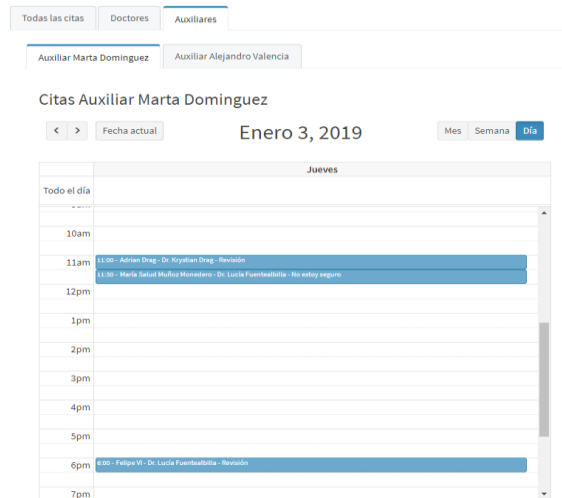 Todas las citas Doctores Auxiliares
Auxiliar Marta Dominguez Auxiliar Alejandro Valencia
Citas Auxiliar Marta Dominguez
< > Fecha actual Enero 3, 2019 Mes Semana Día
Jueves
Todo el día
10am
11am 11:00 - Adrian Drag - Dr. Krystian Drag - Revisión
11:30 - María Salud Muñoz Monedero - Dr. Lucía Fuentealbilla - No estoy seguro
12pm
1pm
2pm
3pm
4pm
5pm
6pm 6:00 - Felipe VI - Dr. Lucía Fuentealbilla - Revisión
7pm